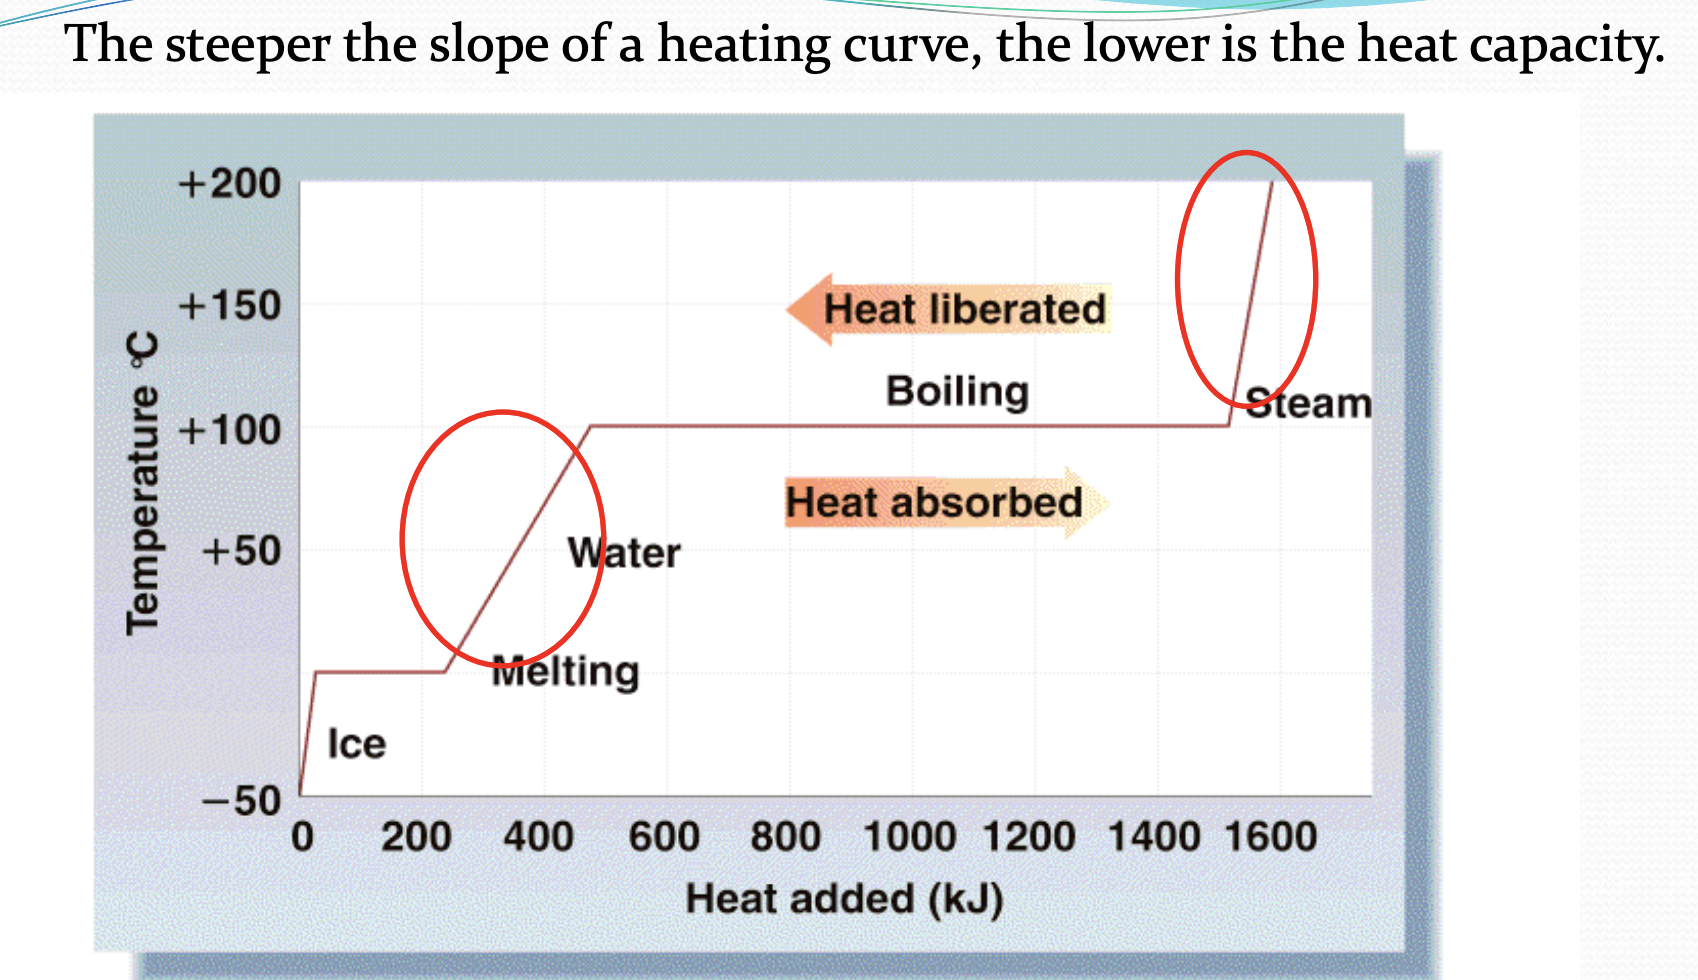 The steeper the slope of a heating curve, the lower is the heat capacity.
+200
+150
+100
+50
−50
Temperature °C
Heat liberated
Boiling
Steam
Heat absorbed
Water
Melting
Ice
0 200 400 600 800 1000 1200 1400 1600
Heat added (kJ)